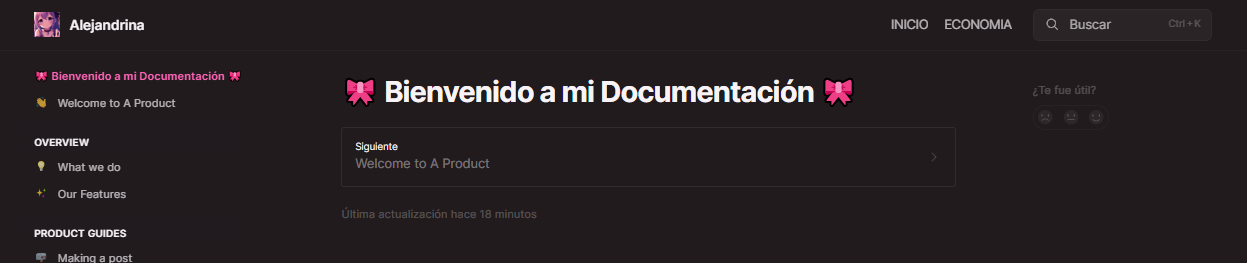 Alejandrina
INICIO ECONOMIA Buscar Ctrl + K
Bienvenido a mi Documentación
Welcome to A Product
OVERVIEW
What we do
Our Features
PRODUCT GUIDES
Making a post
Bienvenido a mi Documentación
Siguiente
Welcome to A Product
Última actualización hace 18 minutos
¿Te fue útil?